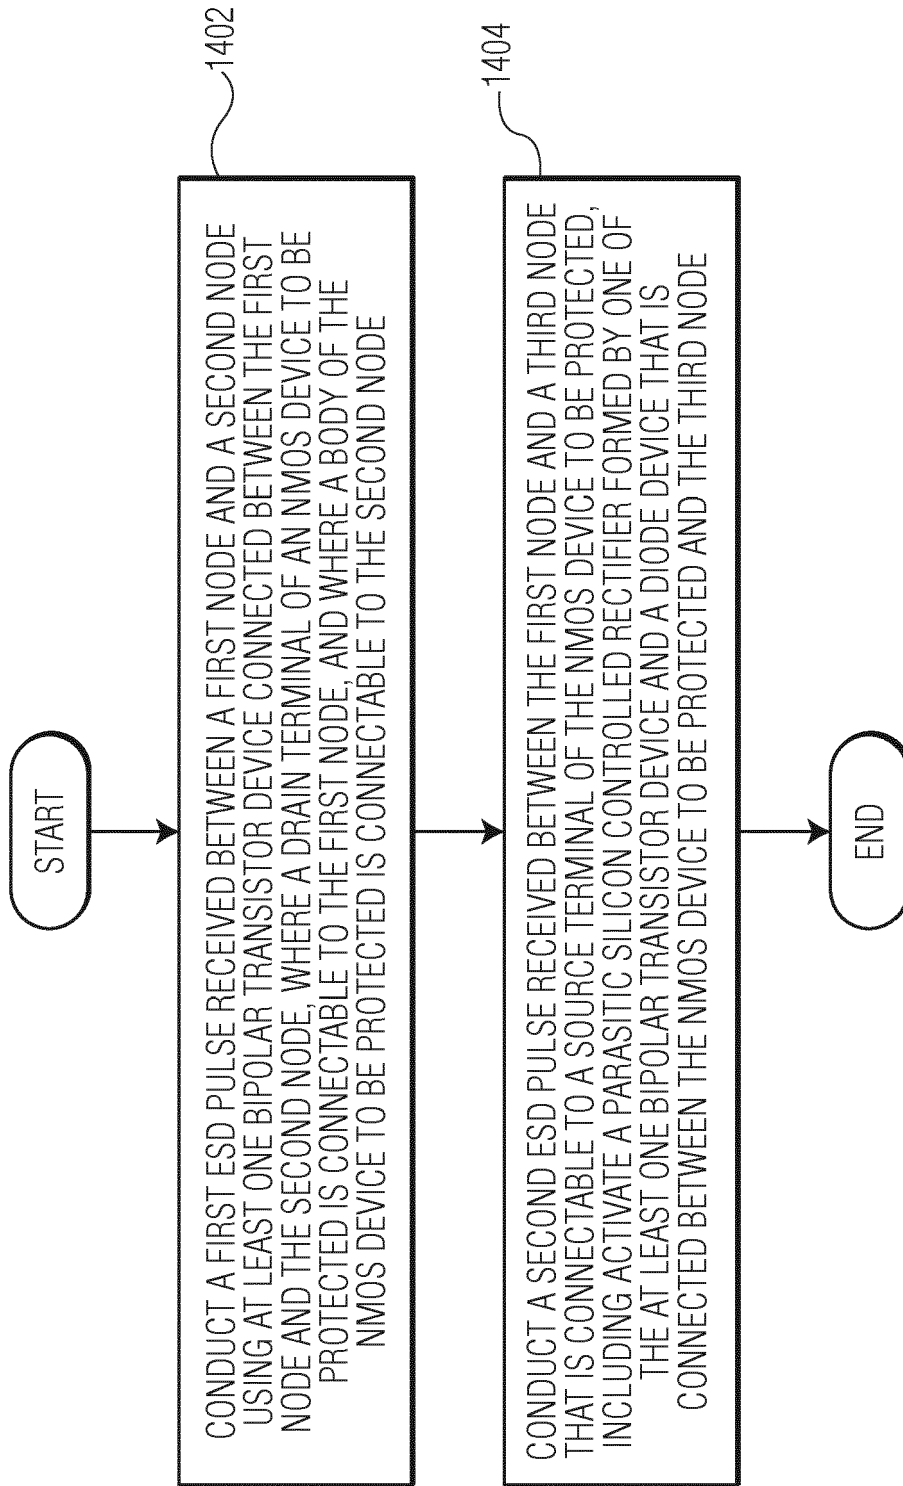 START
1402
CONDUCT A FIRST ESD PULSE RECEIVED BETWEEN A FIRST NODE AND A SECOND NODE
USING AT LEAST ONE BIPOLAR TRANSISTOR DEVICE CONNECTED BETWEEN THE FIRST
NODE AND THE SECOND NODE, WHERE A DRAIN TERMINAL OF AN NMOS DEVICE TO BE
PROTECTED IS CONNECTABLE TO THE FIRST NODE, AND WHERE A BODY OF THE
NMOS DEVICE TO BE PROTECTED IS CONNECTABLE TO THE SECOND NODE
1404
CONDUCT A SECOND ESD PULSE RECEIVED BETWEEN THE FIRST NODE AND A THIRD NODE
THAT IS CONNECTABLE TO A SOURCE TERMINAL OF THE NMOS DEVICE TO BE PROTECTED,
INCLUDING ACTIVATE A PARASITIC SILICON CONTROLLED RECTIFIER FORMED BY ONE OF
THE AT LEAST ONE BIPOLAR TRANSISTOR DEVICE AND A DIODE DEVICE THAT IS
CONNECTED BETWEEN THE NMOS DEVICE TO BE PROTECTED AND THE THIRD NODE
END